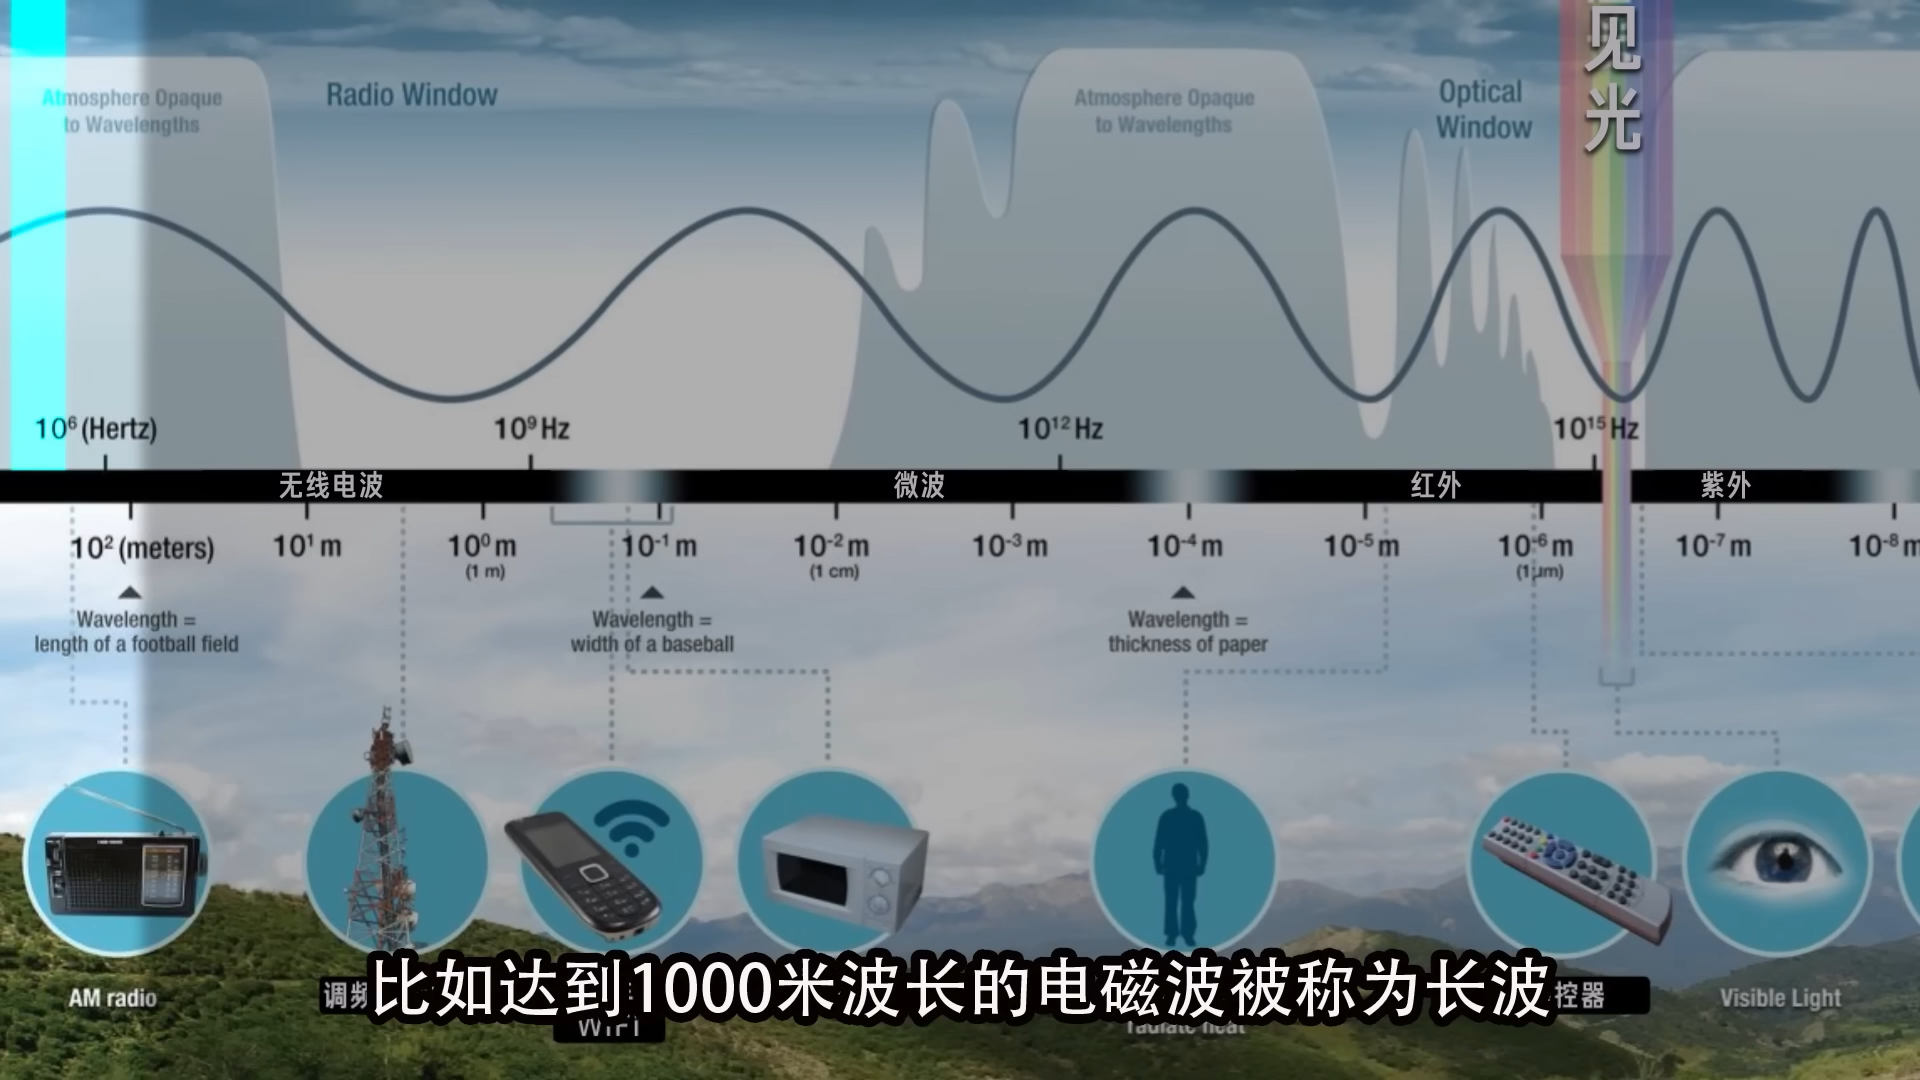 见光
Atmosphere Opaque
to Wavelengths
Radio Window
Atmosphere Opaque
to Wavelengths
Optical
Window
10⁶ (Hertz)
10⁹ Hz
10¹² Hz
10¹⁵ Hz
无线电波
微波
红外
紫外
10² (meters)
10¹ m
10⁰ m
(1 m)
10⁻¹ m
10⁻² m
(1 cm)
10⁻³ m
10⁻⁴ m
10⁻⁵ m
10⁻⁶ m
(1 µm)
10⁻⁷ m
10⁻⁸ m
Wavelength =
length of a football field
Wavelength =
width of a baseball
Wavelength =
thickness of paper
AM radio
调频
WIFI
radiate heat
控器
Visible Light
比如达到1000米波长的电磁波被称为长波